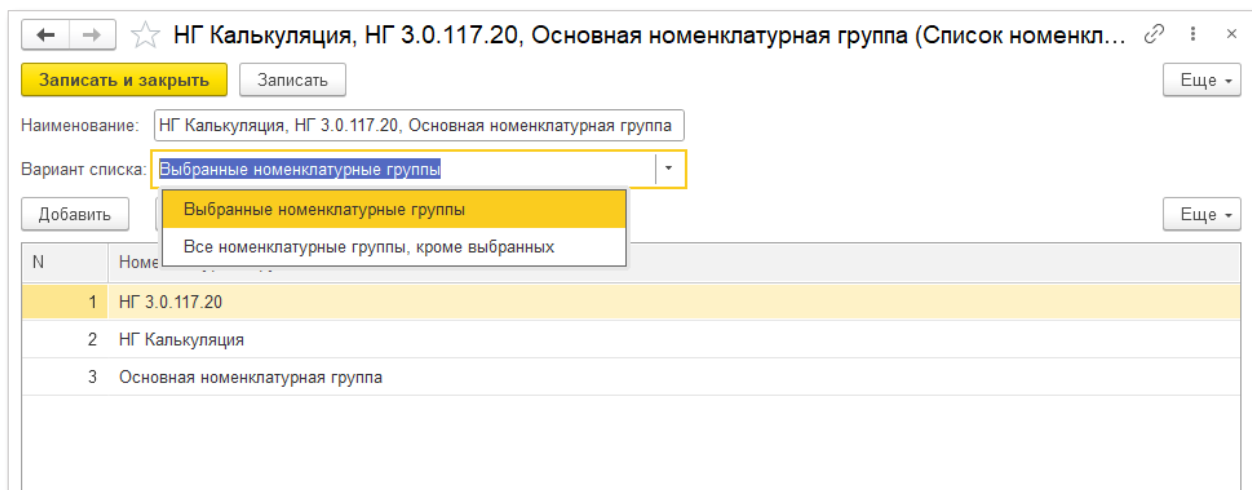 НГ Калькуляция, НГ 3.0.117.20, Основная номенклатурная группа (Список номенкл...
Записать и закрыть Записать Еще
Наименование: НГ Калькуляция, НГ 3.0.117.20, Основная номенклатурная группа
Вариант списка: Выбранные номенклатурные группы
Добавить Еще
Выбранные номенклатурные группы
Все номенклатурные группы, кроме выбранных
N
1 НГ 3.0.117.20
2 НГ Калькуляция
3 Основная номенклатурная группа